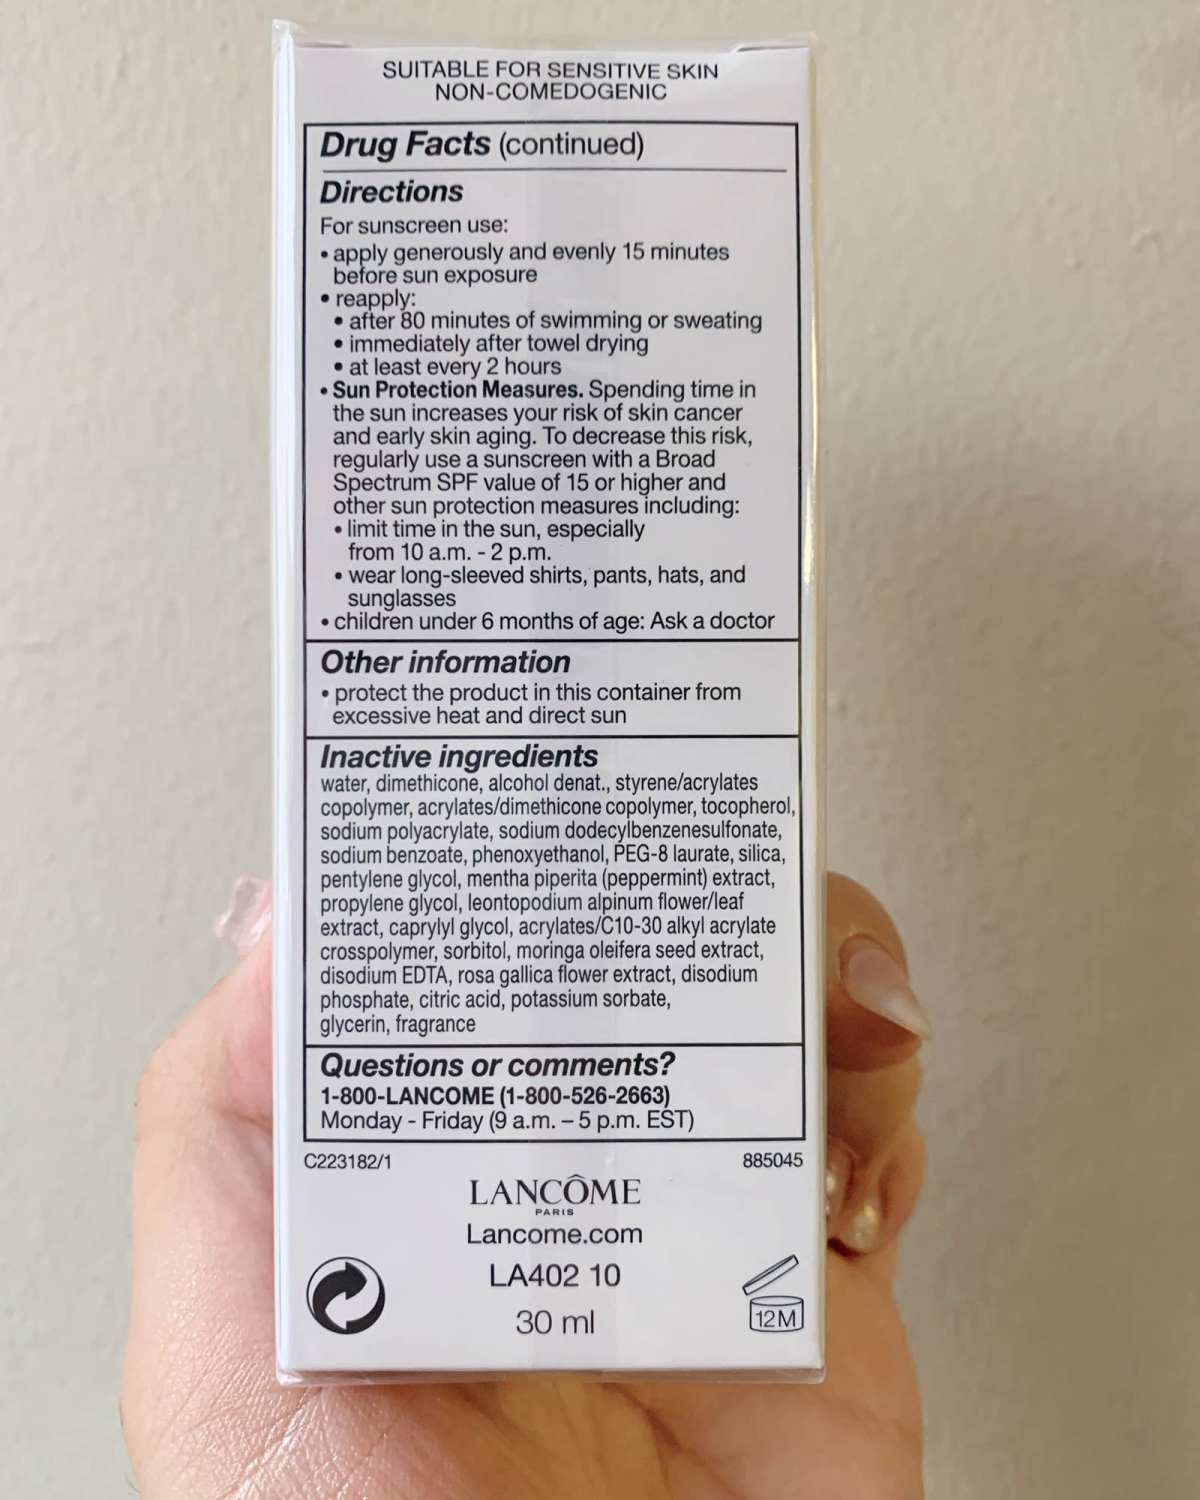 SUITABLE FOR SENSITIVE SKIN
NON-COMEDOGENIC
Drug Facts (continued)
Directions
For sunscreen use:
• apply generously and evenly 15 minutes
before sun exposure
• reapply:
• after 80 minutes of swimming or sweating
• immediately after towel drying
• at least every 2 hours
• Sun Protection Measures. Spending time in
the sun increases your risk of skin cancer
and early skin aging. To decrease this risk,
regularly use a sunscreen with a Broad
Spectrum SPF value of 15 or higher and
other sun protection measures including:
• limit time in the sun, especially
from 10 a.m. - 2 p.m.
• wear long-sleeved shirts, pants, hats, and
sunglasses
• children under 6 months of age: Ask a doctor
Other information
• protect the product in this container from
excessive heat and direct sun
Inactive ingredients
water, dimethicone, alcohol denat., styrene/acrylates
copolymer, acrylates/dimethicone copolymer, tocopherol,
sodium polyacrylate, sodium dodecylbenzenesulfonate,
sodium benzoate, phenoxyethanol, PEG-8 laurate, silica,
pentylene glycol, mentha piperita (peppermint) extract,
propylene glycol, leontopodium alpinum flower/leaf
extract, caprylyl glycol, acrylates/C10-30 alkyl acrylate
crosspolymer, sorbitol, moringa oleifera seed extract,
disodium EDTA, rosa gallica flower extract, disodium
phosphate, citric acid, potassium sorbate,
glycerin, fragrance
Questions or comments?
1-800-LANCOME (1-800-526-2663)
Monday - Friday (9 a.m. – 5 p.m. EST)
C223182/1 885045
LANCÔME
PARIS
Lancome.com
LA402 10
30 ml
12M